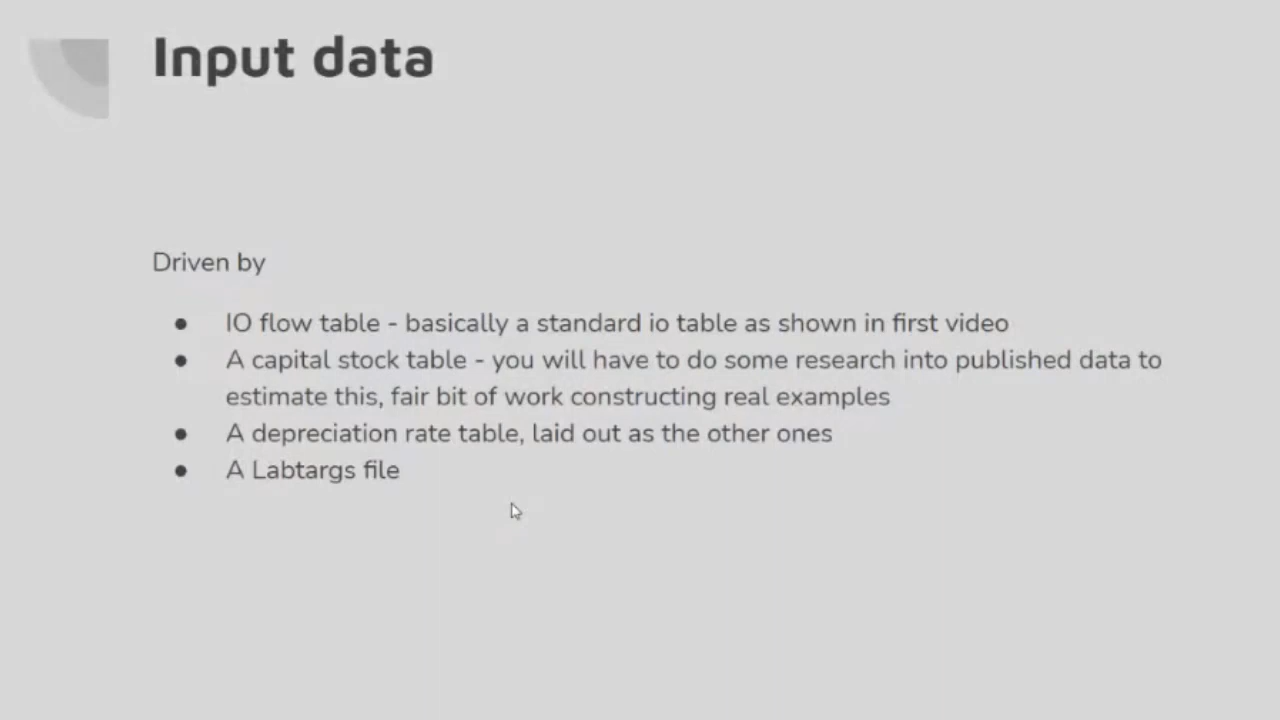 Input data
Driven by
● IO flow table - basically a standard io table as shown in first video
● A capital stock table - you will have to do some research into published data to
estimate this, fair bit of work constructing real examples
● A depreciation rate table, laid out as the other ones
● A Labtargs file